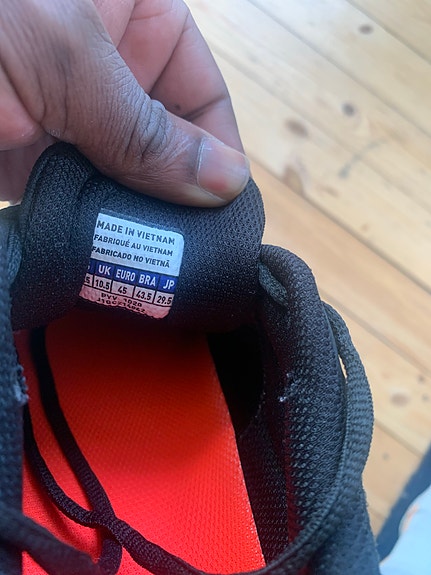 MADE IN VIETNAM
FABRIQUÉ AU VIETNAM
FABRICADO NO VIETNÃ
UK EURO BRA JP
5 10.5 45 43.5 29.5